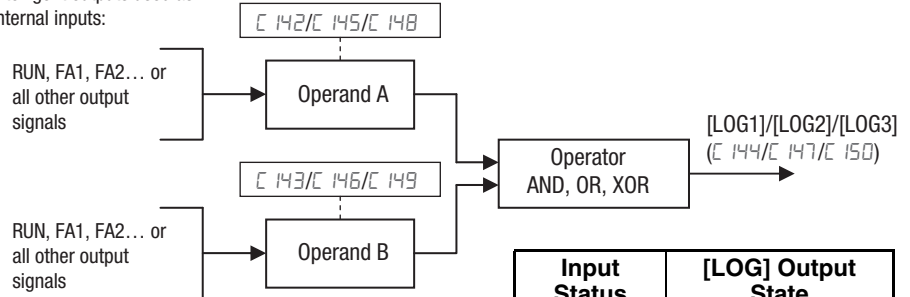 nternal inputs:
C 142/C 145/C 148
RUN, FA1, FA2… or
all other output
signals
Operand A
[LOG1]/[LOG2]/[LOG3]
(C 144/C 147/C 150)
Operator
AND, OR, XOR
C 143/C 146/C 149
RUN, FA1, FA2… or
all other output
signals
Operand B
Input
Status
[LOG] Output
State